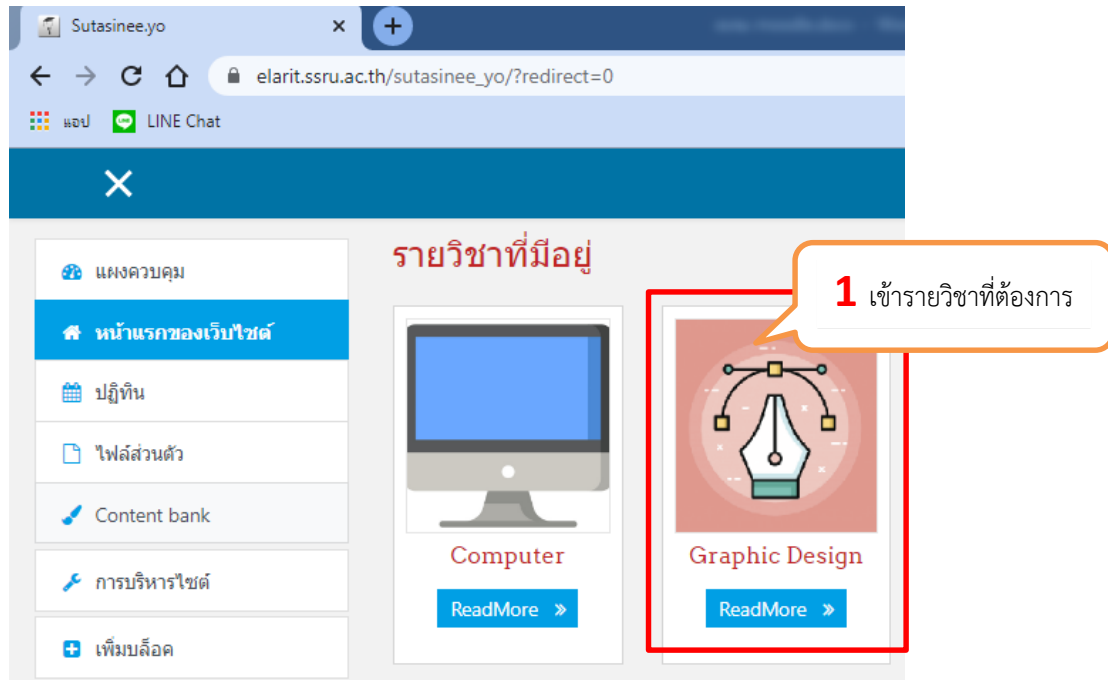 Sutasinee.yo
elarit.ssru.ac.th/sutasinee_yo/?redirect=0
แอป LINE Chat
รายวิชาที่มีอยู่
1 เข้ารายวิชาที่ต้องการ
แผงควบคุม
หน้าแรกของเว็บไซต์
ปฏิทิน
ไฟล์ส่วนตัว
Content bank
การบริหารไซต์
เพิ่มบล็อค
Computer
ReadMore »
Graphic Design
ReadMore »